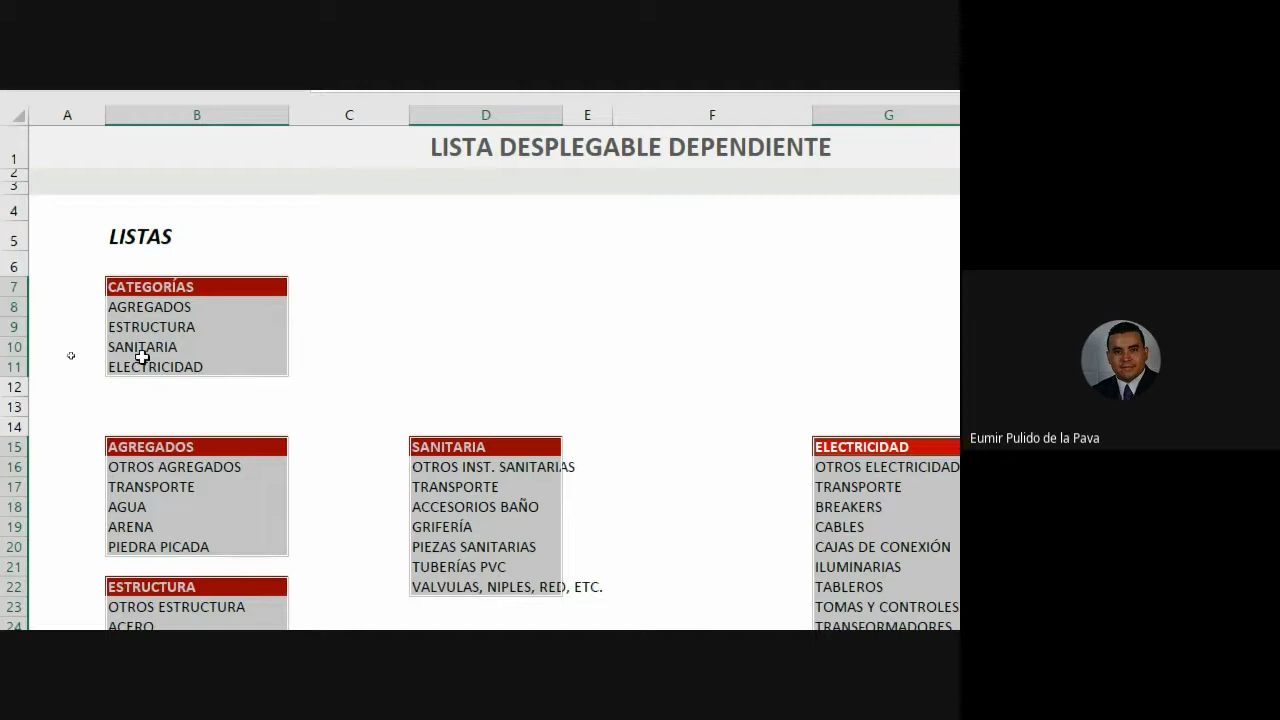 A B C D E F G
1 LISTA DESPLEGABLE DEPENDIENTE
2
3
4
5 LISTAS
6
7 CATEGORÍAS
8 AGREGADOS
9 ESTRUCTURA
10 SANITARIA
11 ELECTRICIDAD
12
13
14
15 AGREGADOS SANITARIA ELECTRICIDAD
16 OTROS AGREGADOS OTROS INST. SANITARIAS OTROS ELECTRICIDAD
17 TRANSPORTE TRANSPORTE TRANSPORTE
18 AGUA ACCESORIOS BAÑO BREAKERS
19 ARENA GRIFERÍA CABLES
20 PIEDRA PICADA PIEZAS SANITARIAS CAJAS DE CONEXIÓN
21 TUBERÍAS PVC ILUMINARIAS
22 ESTRUCTURA VALVULAS, NIPLES, RED, ETC. TABLEROS
23 OTROS ESTRUCTURA TOMAS Y CONTROLES
24 ACERO TRANSFORMADORES
Eumir Pulido de la Pava